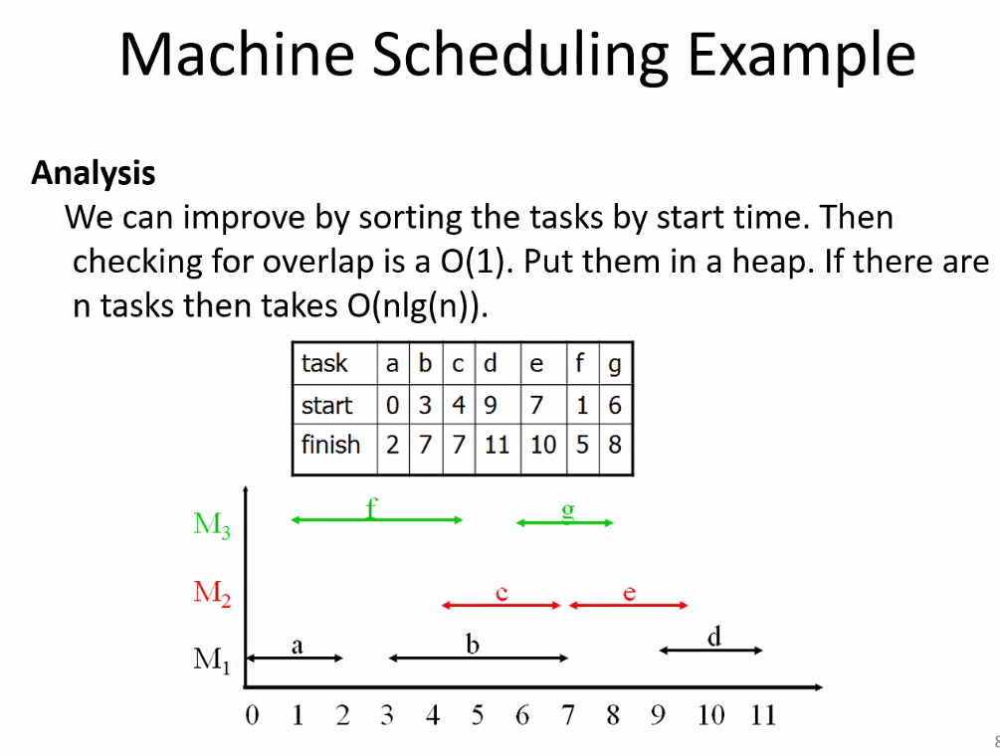 Machine Scheduling Example
Analysis
We can improve by sorting the tasks by start time. Then
checking for overlap is a O(1). Put them in a heap. If there are
n tasks then takes O(nlg(n)).
task a b c d e f g
start 0 3 4 9 7 1 6
finish 2 7 7 11 10 5 8
M3 f g
M2 c e
M1 a b d
0 1 2 3 4 5 6 7 8 9 10 11
8